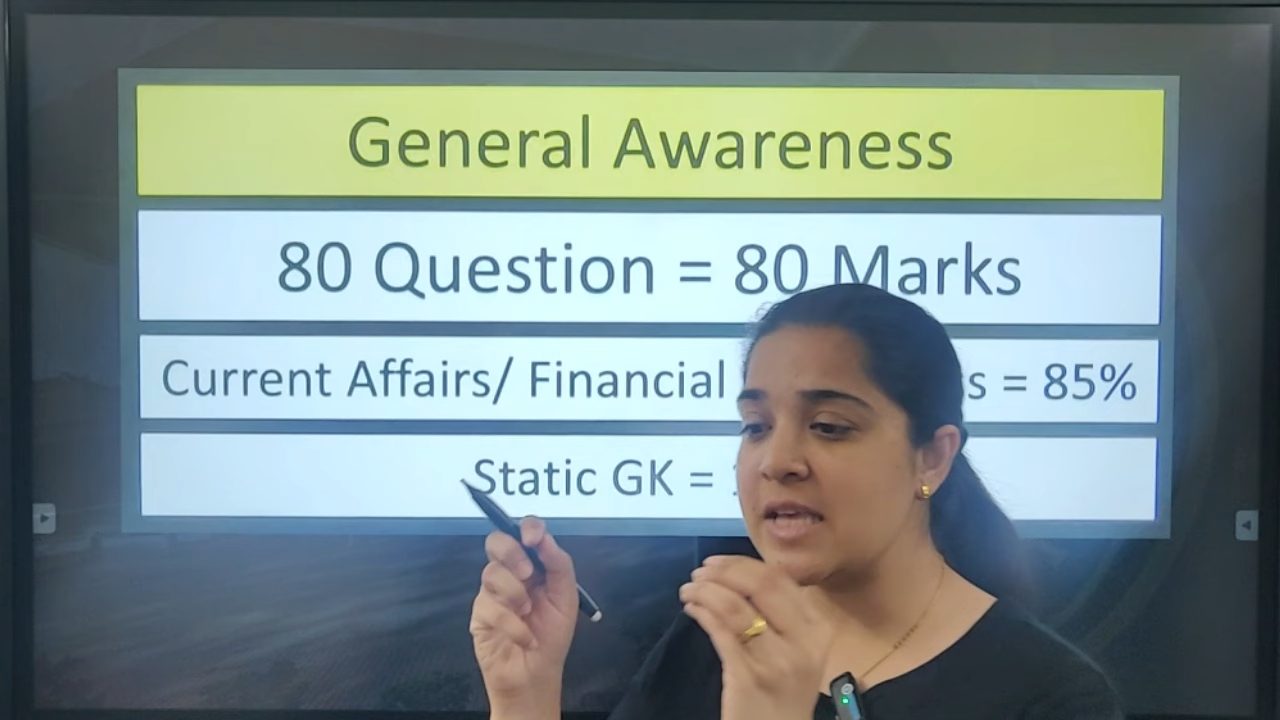 General Awareness
80 Question = 80 Marks
Current Affairs/ Financial = 85%
Static GK =